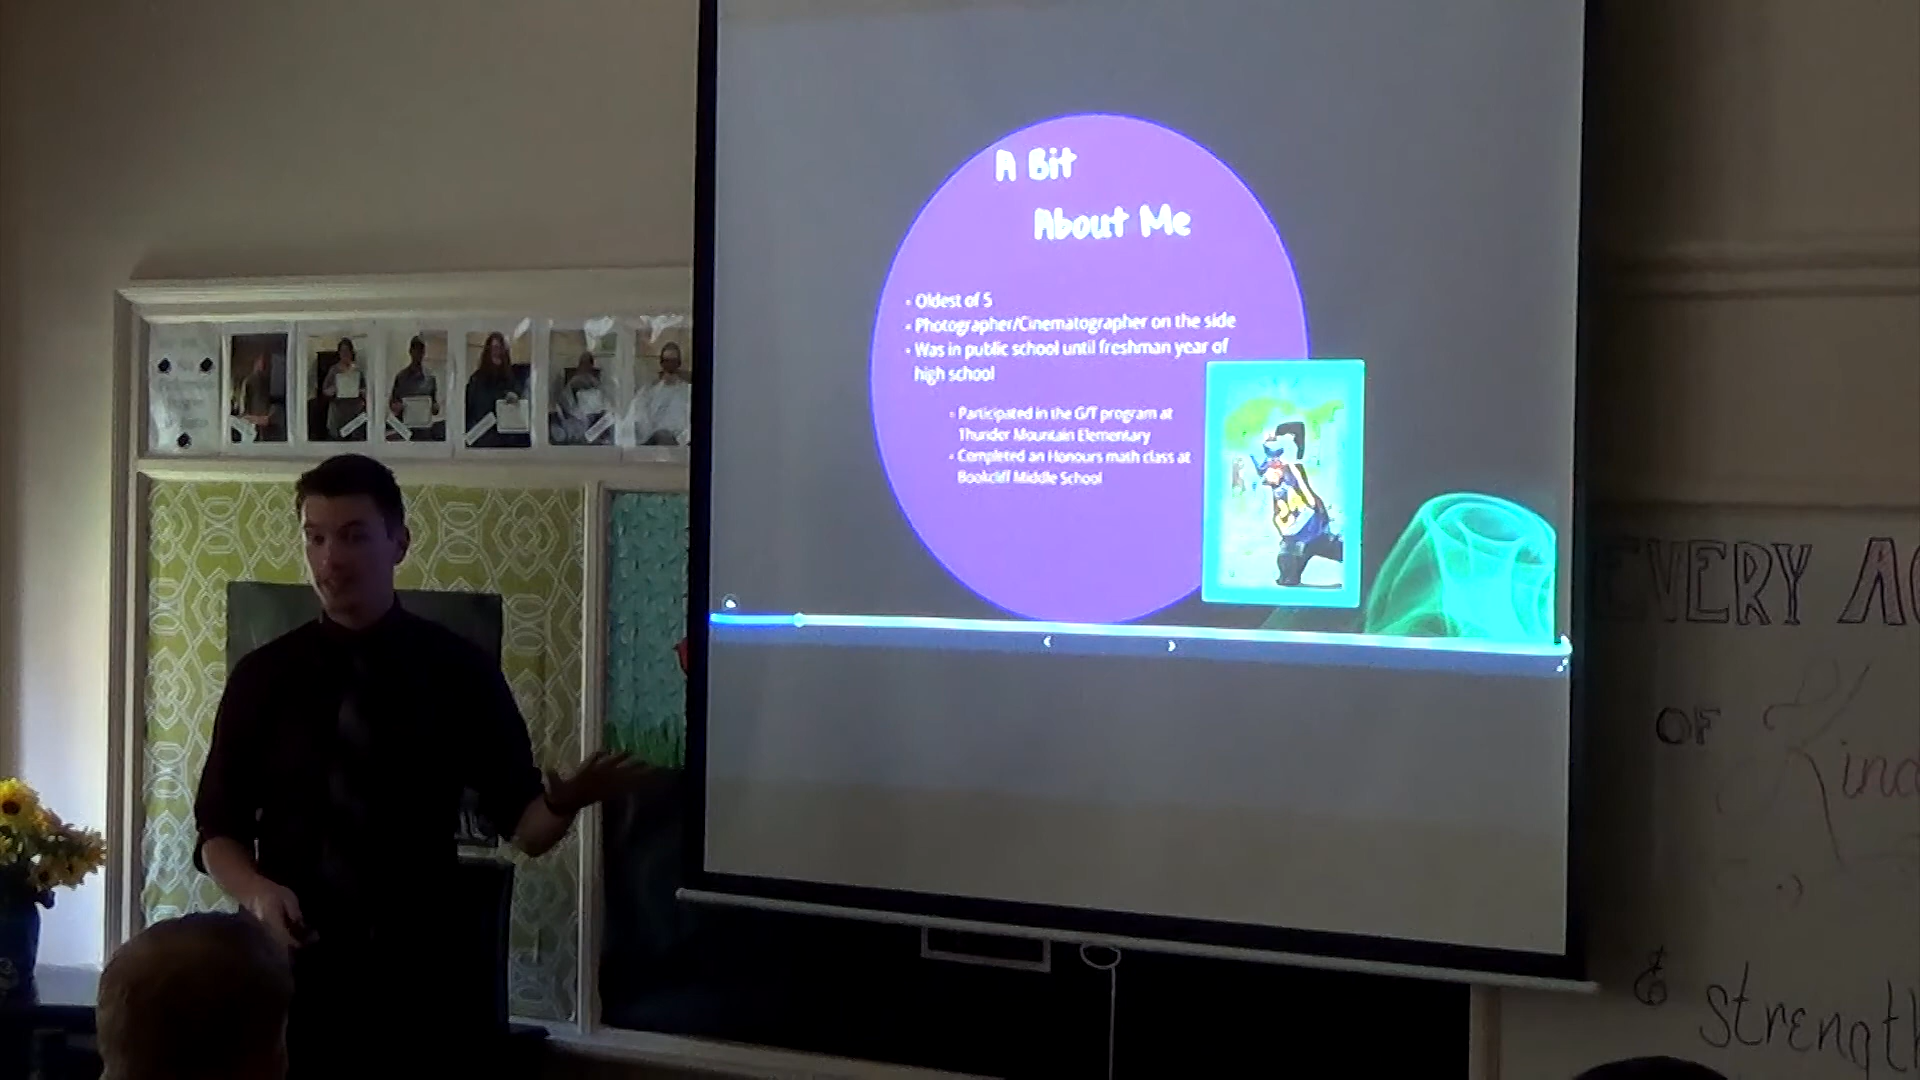 A Bit
About Me
• Oldest of 5
• Photographer/Cinematographer on the side
• Was in public school until freshman year of
high school
• Participated in the G/T program at
Thunder Mountain Elementary
• Completed an Honours math class at
Bookcliff Middle School
EVERY
OF
&